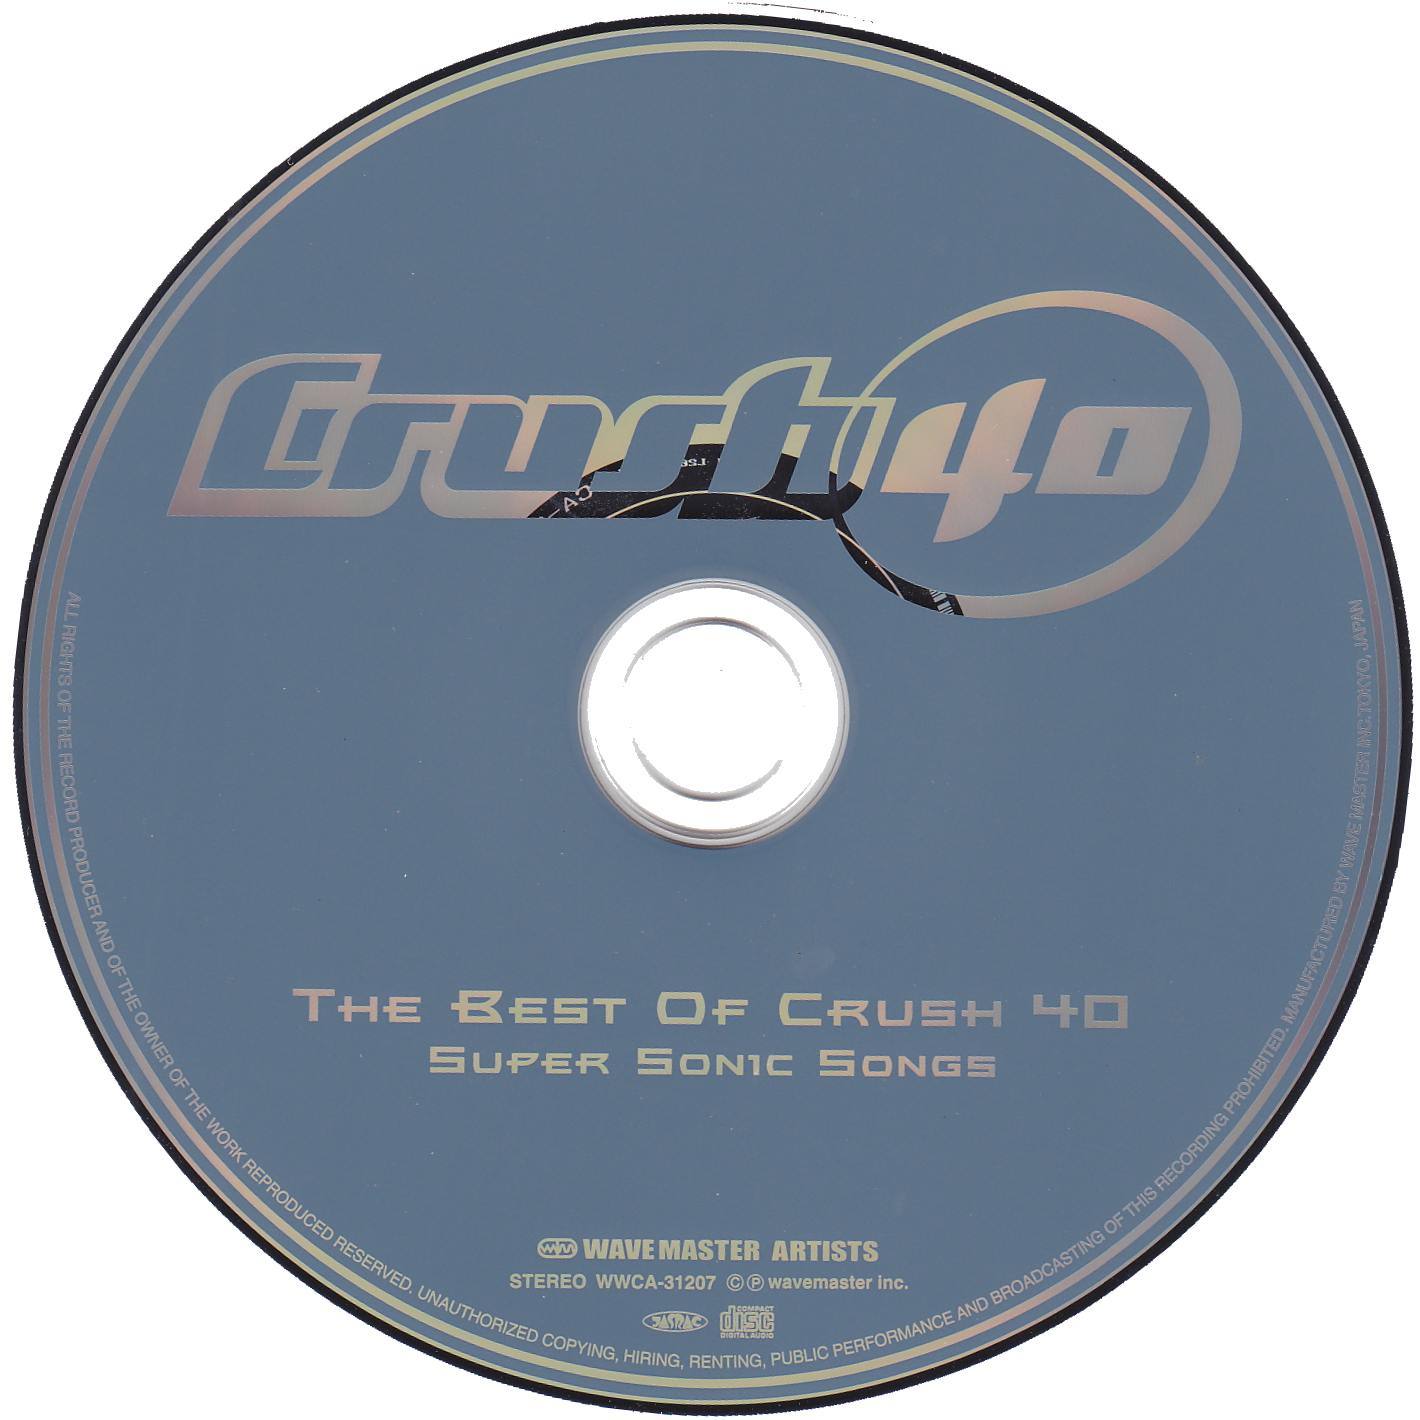 Crush 40
THE BEST OF CRUSH 40
SUPER SONIC SONGS
WAVE MASTER ARTISTS
STEREO WWCA-31207 ©℗ wavemaster inc.
JASRAC
COMPACT
disc
DIGITAL AUDIO
ALL RIGHTS OF THE RECORD PRODUCER AND OF THE OWNER OF THE WORK REPRODUCED RESERVED. UNAUTHORIZED COPYING, HIRING, RENTING, PUBLIC PERFORMANCE AND BROADCASTING OF THIS RECORDING PROHIBITED. MANUFACTURED BY WAVE MASTER INC.TOKYO, JAPAN